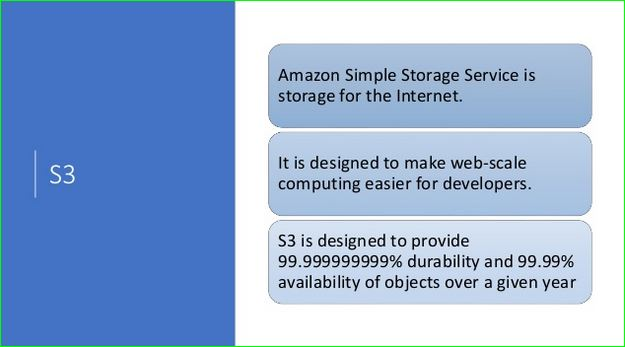 S3
Amazon Simple Storage Service is
storage for the Internet.
It is designed to make web-scale
computing easier for developers.
S3 is designed to provide
99.999999999% durability and 99.99%
availability of objects over a given year